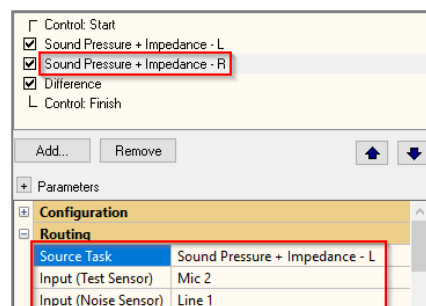 Control: Start
Sound Pressure + Impedance - L
Sound Pressure + Impedance - R
Difference
Control: Finish
Add... Remove
Parameters
Configuration
Routing
Source Task Sound Pressure + Impedance - L
Input (Test Sensor) Mic 2
Input (Noise Sensor) Line 1